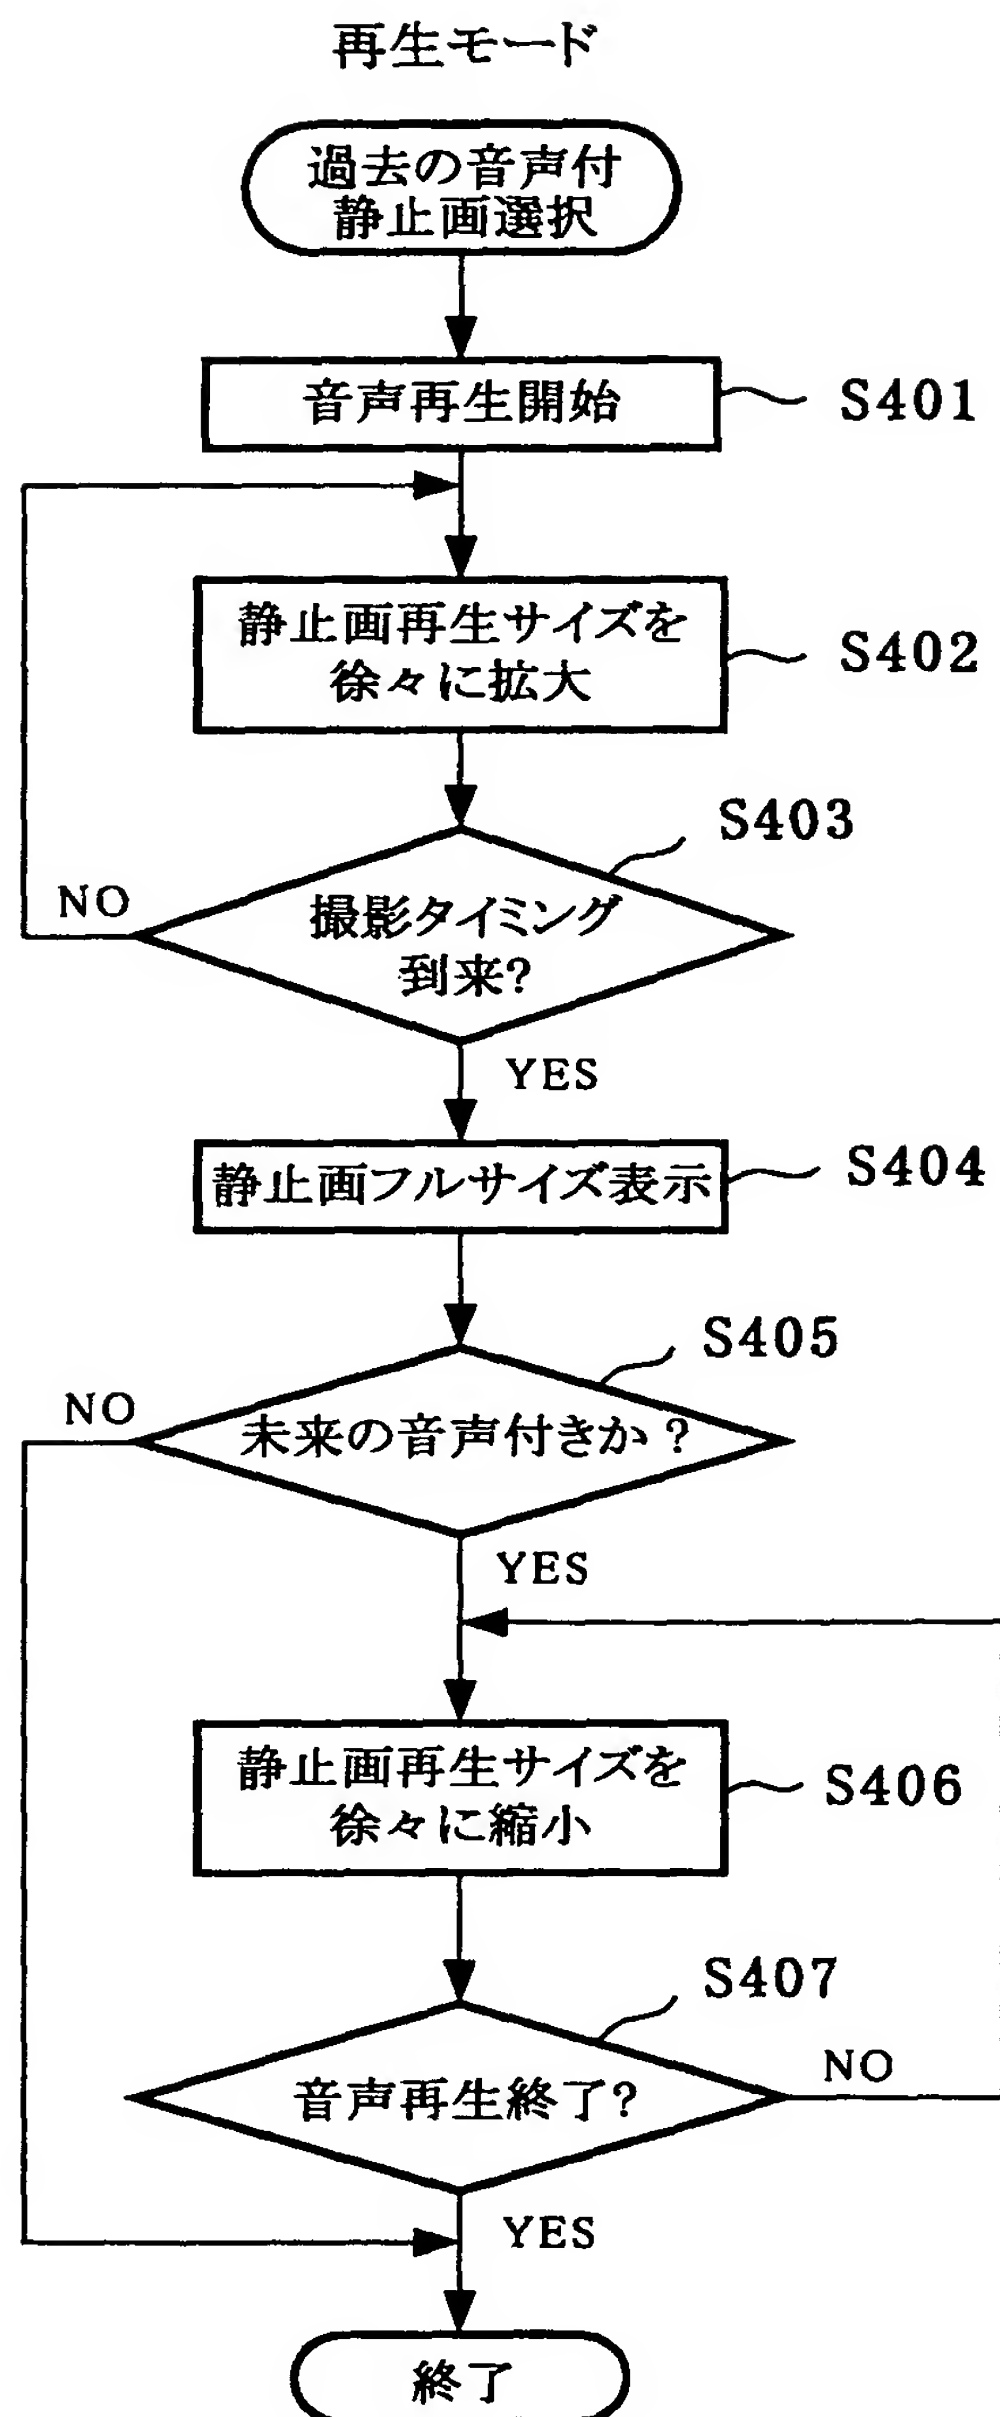 再生モード
過去の音声付
静止画選択
音声再生開始
S401
静止画再生サイズを
徐々に拡大
S402
S403
撮影タイミング
到来?
NO
YES
静止画フルサイズ表示
S404
S405
未来の音声付きか?
NO
YES
静止画再生サイズを
徐々に縮小
S406
S407
音声再生終了?
NO
YES
終了